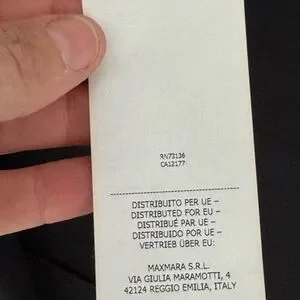 RN73136
CA12177
DISTRIBUITO PER UE –
DISTRIBUTED FOR EU –
DISTRIBUÉ PAR UE –
DISTRIBUIDO POR UE –
VERTRIEB ÜBER EU:
MAXMARA S.R.L.
VIA GIULIA MARAMOTTI, 4
42124 REGGIO EMILIA, ITALY